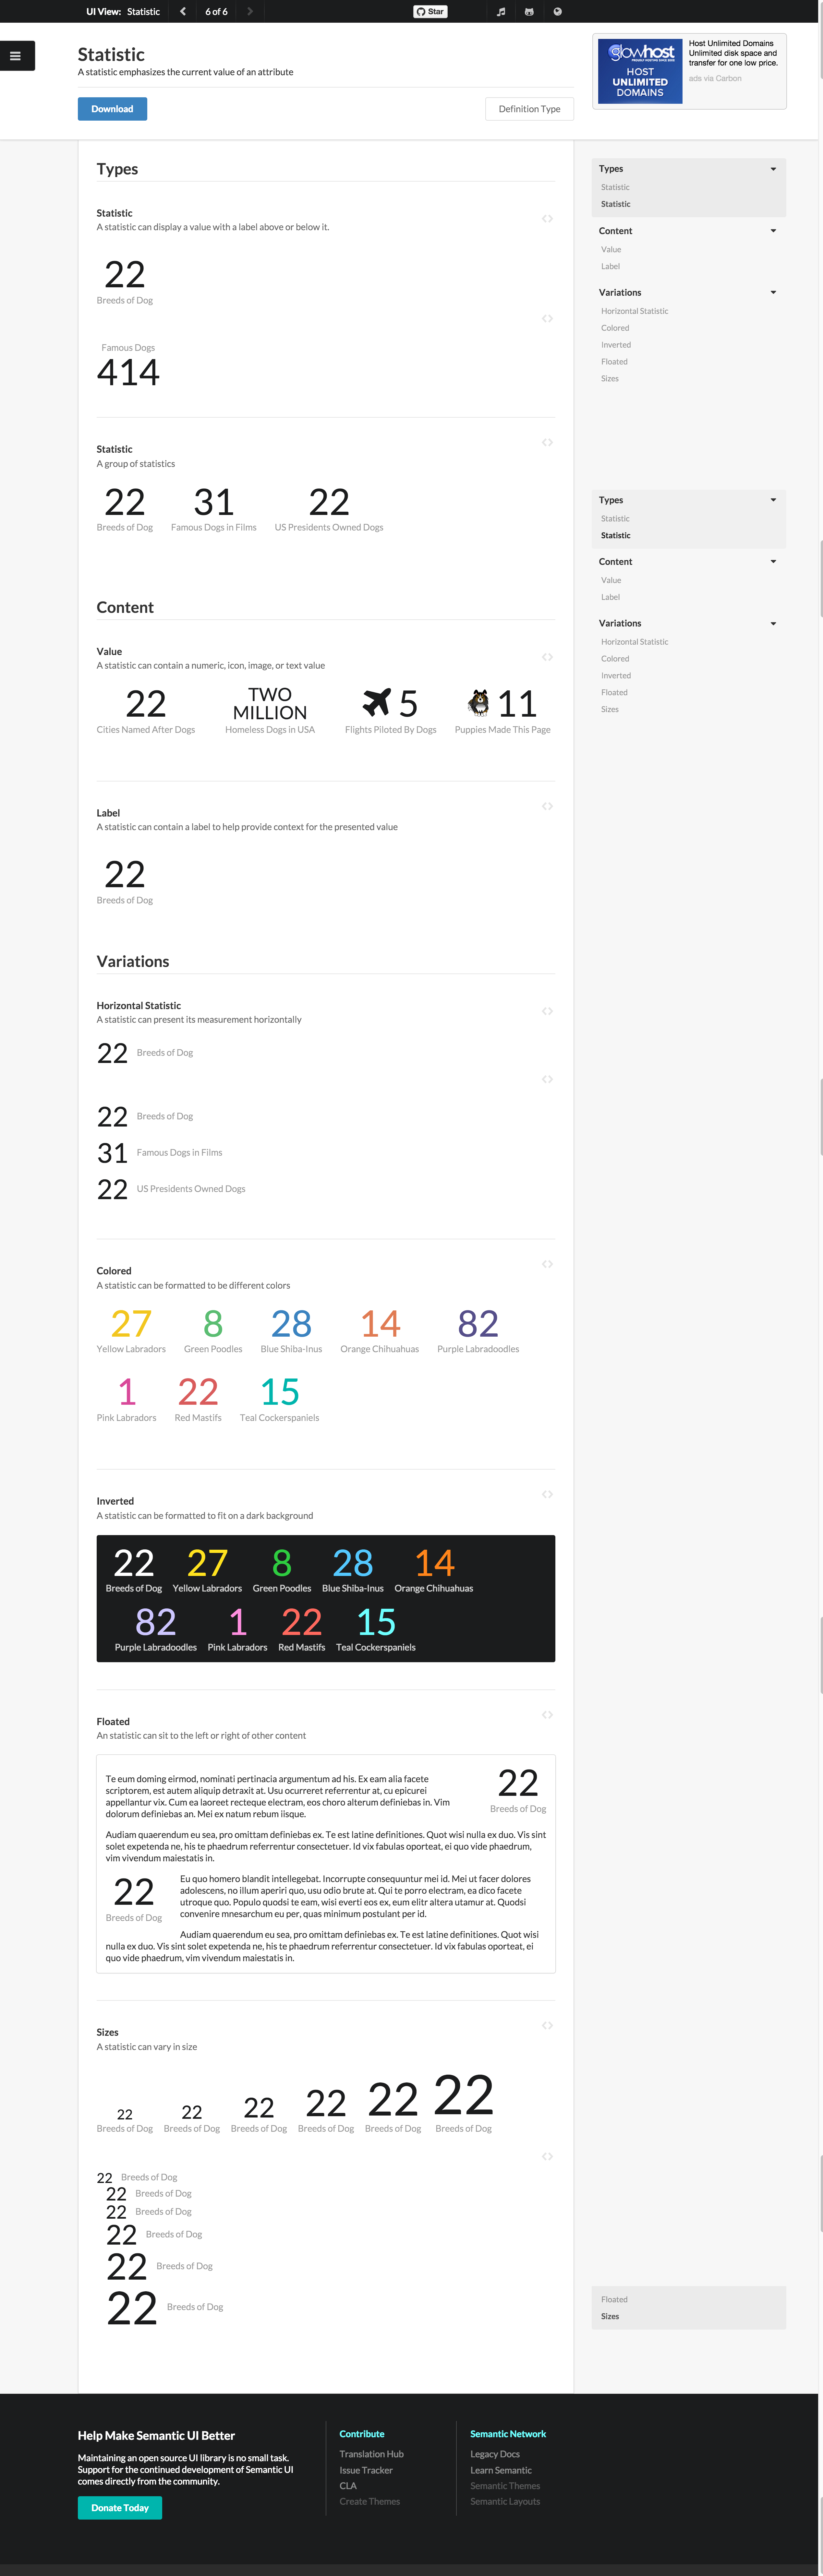 UI View: Statistic
6 of 6
Star
Statistic
A statistic emphasizes the current value of an attribute
Download
Definition Type
glowhost
HOST
UNLIMITED
DOMAINS
Host Unlimited Domains
Unlimited disk space and
transfer for one low price.
ads via Carbon
Types
Statistic
A statistic can display a value with a label above or below it.
22
Breeds of Dog
Famous Dogs
414
Statistic
A group of statistics
22 31 22
Breeds of Dog Famous Dogs in Films US Presidents Owned Dogs
Content
Value
A statistic can contain a numeric, icon, image, or text value
22
Cities Named After Dogs
TWO
MILLION
Homeless Dogs in USA
5
Flights Piloted By Dogs
11
Puppies Made This Page
Label
A statistic can contain a label to help provide context for the presented value
22
Breeds of Dog
Variations
Horizontal Statistic
A statistic can present its measurement horizontally
22 Breeds of Dog
22 Breeds of Dog
31 Famous Dogs in Films
22 US Presidents Owned Dogs
Colored
A statistic can be formatted to be different colors
27 8 28 14 82
Yellow Labradors Green Poodles Blue Shiba-Inus Orange Chihuahuas Purple Labradoodles
1 22 15
Pink Labradors Red Mastifs Teal Cockerspaniels
Inverted
A statistic can be formatted to fit on a dark background
22 27 8 28 14
Breeds of Dog Yellow Labradors Green Poodles Blue Shiba-Inus Orange Chihuahuas
82 1 22 15
Purple Labradoodles Pink Labradors Red Mastifs Teal Cockerspaniels
Floated
An statistic can sit to the left or right of other content
Te eum doming eirmod, nominati pertinacia argumentum ad his. Ex eam alia facete
scriptorem, est autem aliquip detraxit at. Usu ocurreret referrentur at, cu epicurei
appellantur vix. Cum ea laoreet recteque electram, eos choro alterum definiebas in. Vim
dolorum definiebas an. Mei ex natum rebum iisque.
22
Breeds of Dog
Audiam quaerendum eu sea, pro omittam definiebas ex. Te est latine definitiones. Quot wisi nulla ex duo. Vis sint
solet expetenda ne, his te phaedrum referrentur consectetuer. Id vix fabulas oporteat, ei quo vide phaedrum,
vim vivendum maiestatis in.
22
Breeds of Dog
Eu quo homero blandit intellegebat. Incorrupte consequuntur mei id. Mei ut facer dolores
adolescens, no illum aperiri quo, usu odio brute at. Qui te porro electram, ea dico facete
utroque quo. Populo quodsi te eam, wisi everti eos ex, eum elitr altera utamur at. Quodsi
convenire mnesarchum eu per, quas minimum postulant per id.
Audiam quaerendum eu sea, pro omittam definiebas ex. Te est latine definitiones. Quot wisi
nulla ex duo. Vis sint solet expetenda ne, his te phaedrum referrentur consectetuer. Id vix fabulas oporteat, ei
quo vide phaedrum, vim vivendum maiestatis in.
Sizes
A statistic can vary in size
22 22 22 22 22 22
Breeds of Dog Breeds of Dog Breeds of Dog Breeds of Dog Breeds of Dog Breeds of Dog
22 Breeds of Dog
22 Breeds of Dog
22 Breeds of Dog
22 Breeds of Dog
22 Breeds of Dog
22 Breeds of Dog
Types
Statistic
Statistic
Content
Value
Label
Variations
Horizontal Statistic
Colored
Inverted
Floated
Sizes
Types
Statistic
Statistic
Content
Value
Label
Variations
Horizontal Statistic
Colored
Inverted
Floated
Sizes
Floated
Sizes
Help Make Semantic UI Better
Maintaining an open source UI library is no small task.
Support for the continued development of Semantic UI
comes directly from the community.
Donate Today
Contribute
Translation Hub
Issue Tracker
CLA
Create Themes
Semantic Network
Legacy Docs
Learn Semantic
Semantic Themes
Semantic Layouts